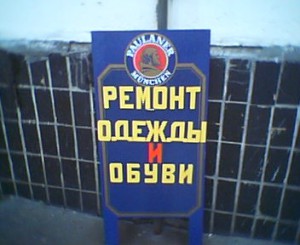 PAULANER
MÜNCHEN
РЕМОНТ
ОДЕЖДЫ
И
ОБУВИ